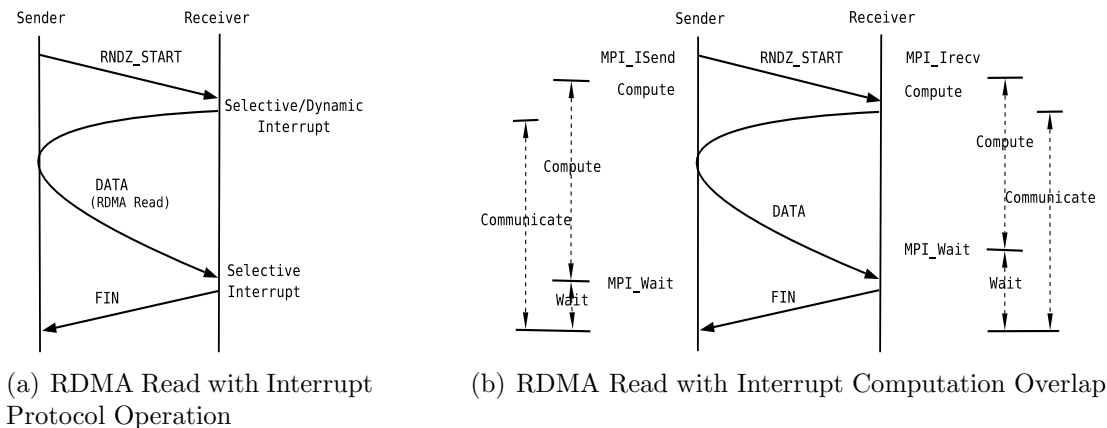 Sender
Receiver
RNDZ_START
Selective/Dynamic
Interrupt
DATA
(RDMA Read)
Selective
Interrupt
FIN
(a) RDMA Read with Interrupt
Protocol Operation
Sender
Receiver
MPI_ISend
RNDZ_START
MPI_Irecv
Compute
Compute
Compute
Compute
Communicate
Communicate
DATA
MPI_Wait
MPI_Wait
Wait
Wait
FIN
(b) RDMA Read with Interrupt Computation Overlap